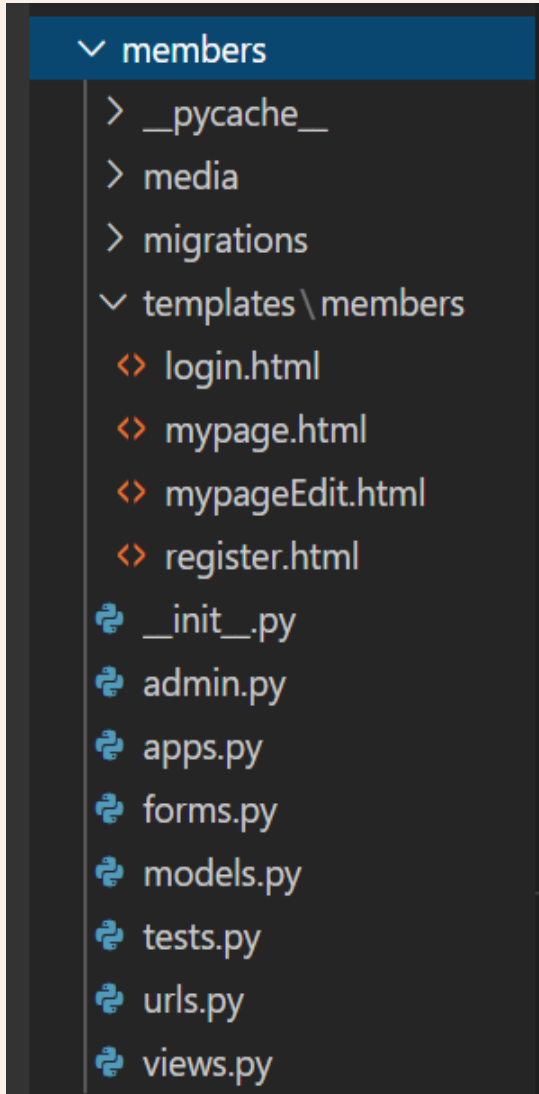 members
__pycache__
media
migrations
templates\members
login.html
mypage.html
mypageEdit.html
register.html
__init__.py
admin.py
apps.py
forms.py
models.py
tests.py
urls.py
views.py